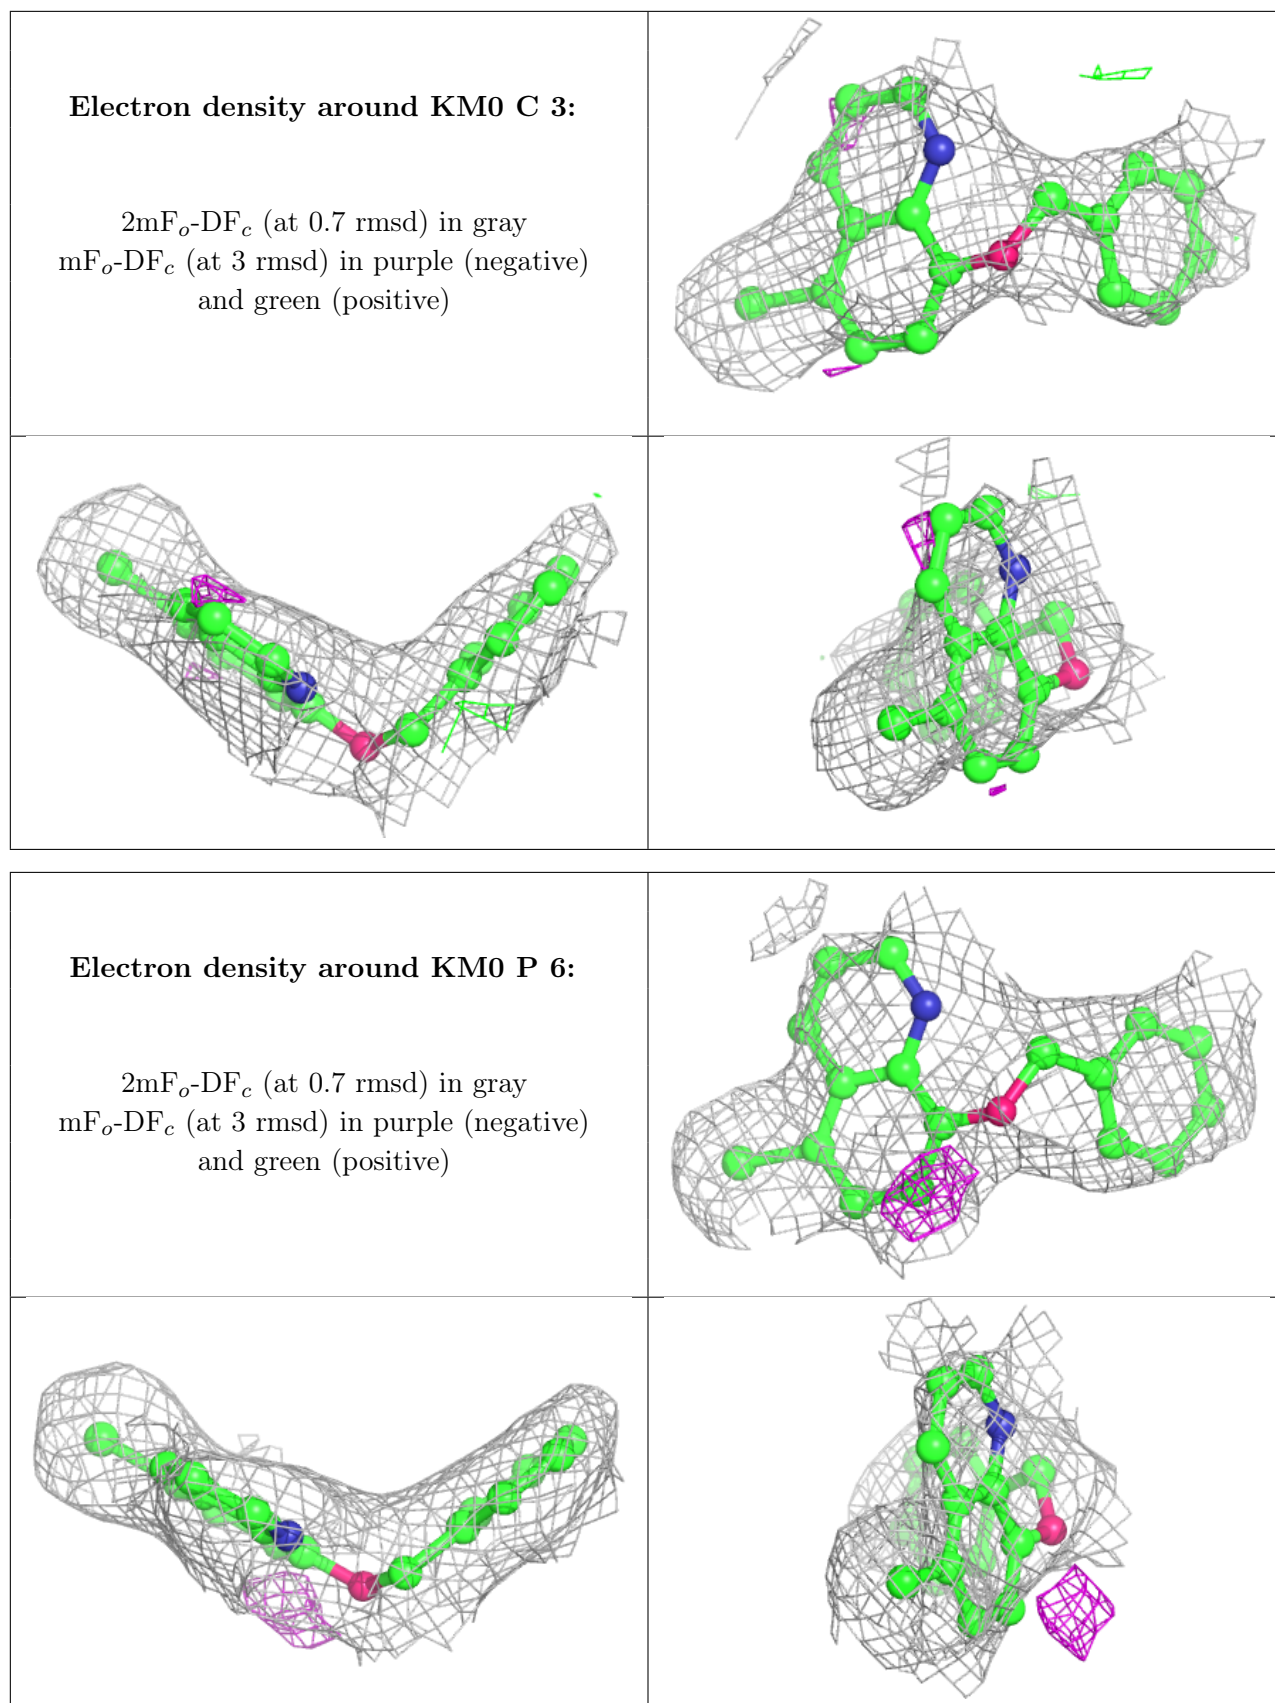 Electron density around KM0 C 3:
2mFo-DFc (at 0.7 rmsd) in gray
mFo-DFc (at 3 rmsd) in purple (negative)
and green (positive)
Electron density around KM0 P 6:
2mFo-DFc (at 0.7 rmsd) in gray
mFo-DFc (at 3 rmsd) in purple (negative)
and green (positive)